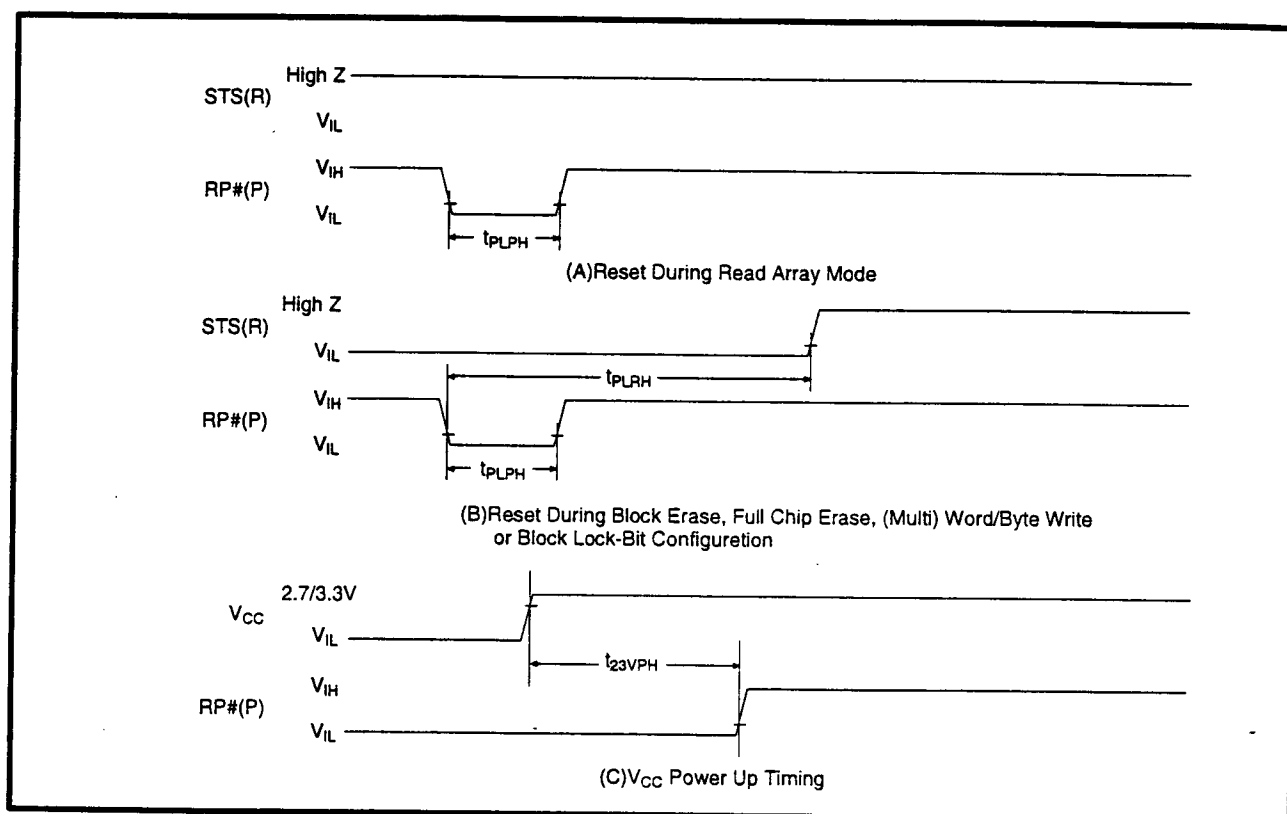 High Z
STS(R)
VIL
VIH
RP#(P)
VIL
tPLPH
(A)Reset During Read Array Mode
High Z
STS(R)
VIL
tPLRH
VIH
RP#(P)
VIL
tPLPH
(B)Reset During Block Erase, Full Chip Erase, (Multi) Word/Byte Write
or Block Lock-Bit Configuretion
2.7/3.3V
VCC
VIL
t23VPH
VIH
RP#(P)
VIL
(C)VCC Power Up Timing